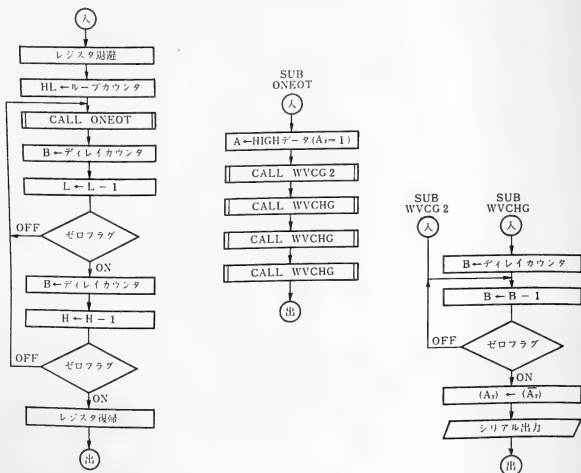 入
レジスタ退避
HL←ループカウンタ
CALL ONEOT
B←ディレイカウンタ
L←L－1
OFF
ゼロフラグ
ON
B←ディレイカウンタ
H←H－1
OFF
ゼロフラグ
ON
レジスタ復帰
出
SUB
ONEOT
入
A←HIGHデータ(A₇=1)
CALL WVCG2
CALL WVCHG
CALL WVCHG
CALL WVCHG
出
SUB
WVCG2
入
SUB
WVCHG
入
B←ディレイカウンタ
B←B－1
OFF
ゼロフラグ
ON
(A₇)←(A̅₇)
シリアル出力
出